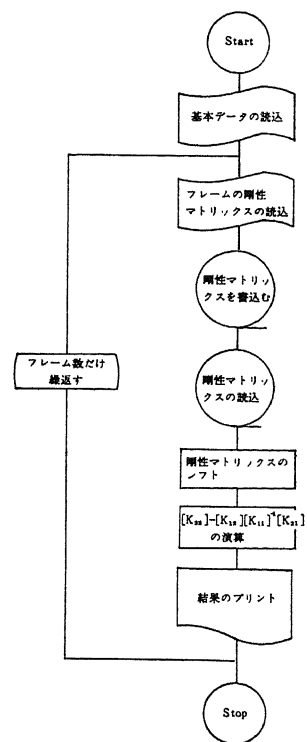 Start
基本データの読込
フレームの剛性
マトリックスの読込
剛性マトリッ
クスを書込む
フレーム数だけ
繰返す
剛性マトリッ
クスの読込
剛性マトリックスの
シフト
[K₂₂]-[K₁₂][K₁₁]⁻¹[K₂₁]
の演算
結果のプリント
Stop